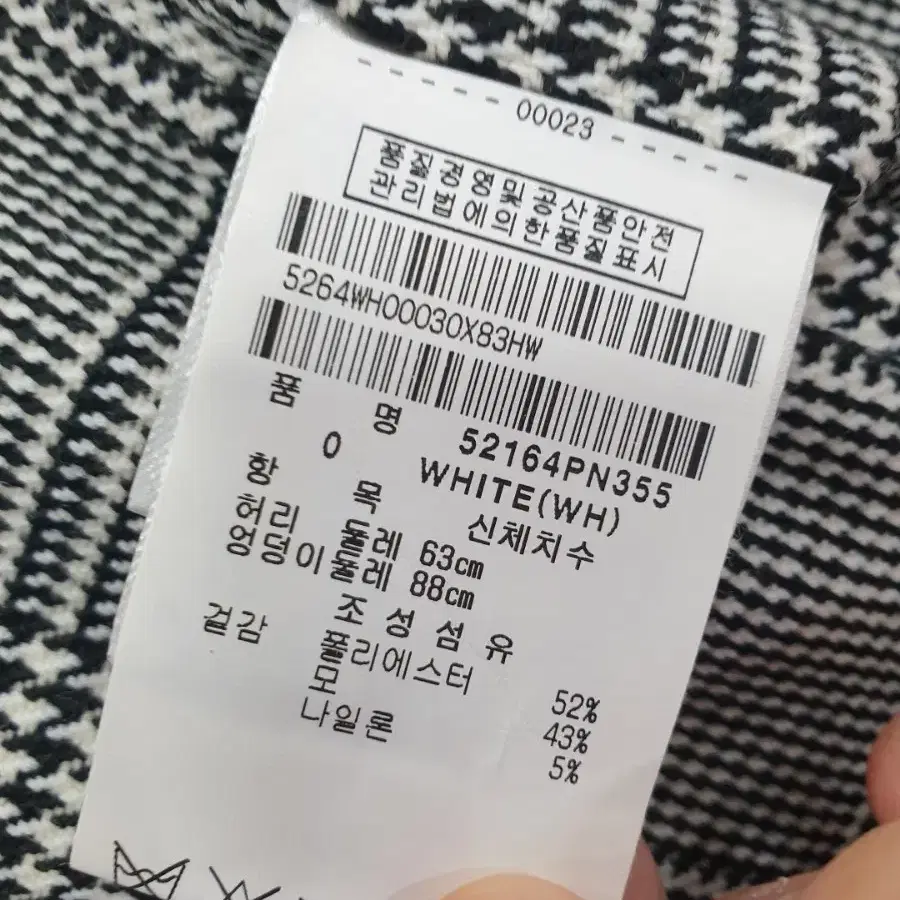 00023
품질경영및공산품안전
관리법에의한품질표시
5264WH00030X83HW
품 명 52164PN355
0 WHITE(WH)
항 목 신체치수
허리 둘레 63cm
엉덩이둘레 88cm
조성섬유
겉감 폴리에스터 52%
모 43%
나일론 5%